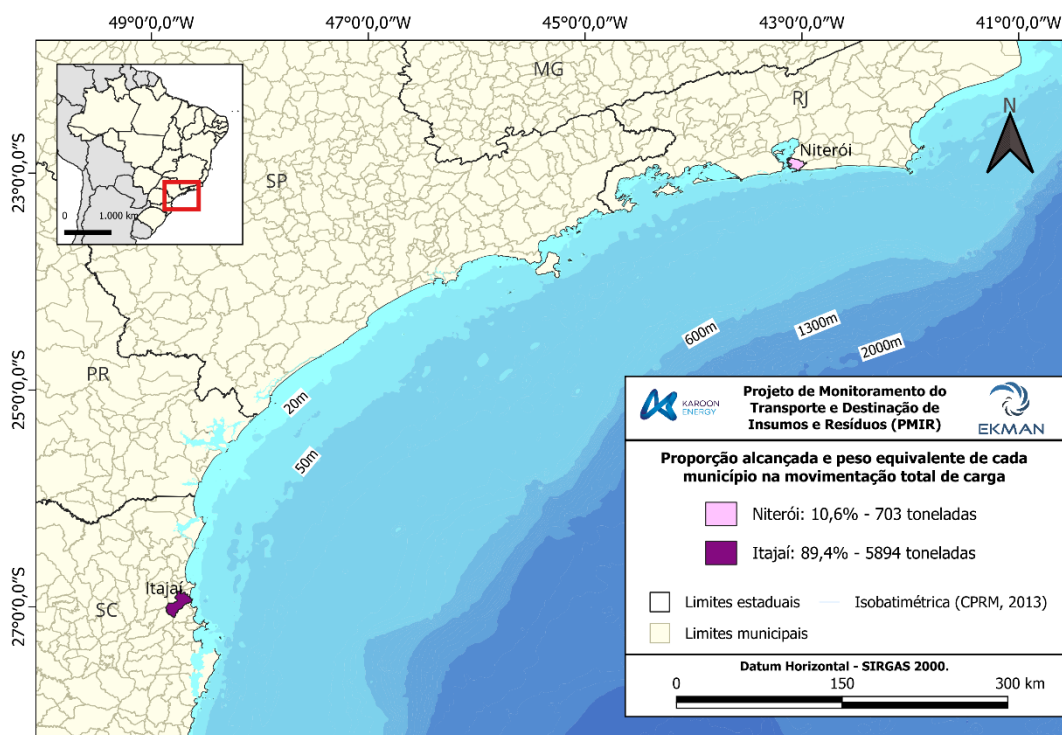 49°0,0,0"W
47°0,0,0"W
45°0,0,0"W
43°0,0,0"W
41°0,0,0"W
MG
RJ
N
Niterói
23°0,0,0"S
SP
0
1.000 km
600m
1300m
2000m
PR
25°0,0,0"S
20m
50m
KAROON
ENERGY
Projeto de Monitoramento do
Transporte e Destinação de
Insumos e Resíduos (PMIR)
EKMAN
Proporção alcançada e peso equivalente de cada
município na movimentação total de carga
Niterói: 10,6% - 703 toneladas
Itajaí: 89,4% - 5894 toneladas
Itajaí
SC
27°0,0,0"S
Limites estaduais
Isobatimétrica (CPRM, 2013)
Limites municipais
Datum Horizontal - SIRGAS 2000.
0 150 300 km